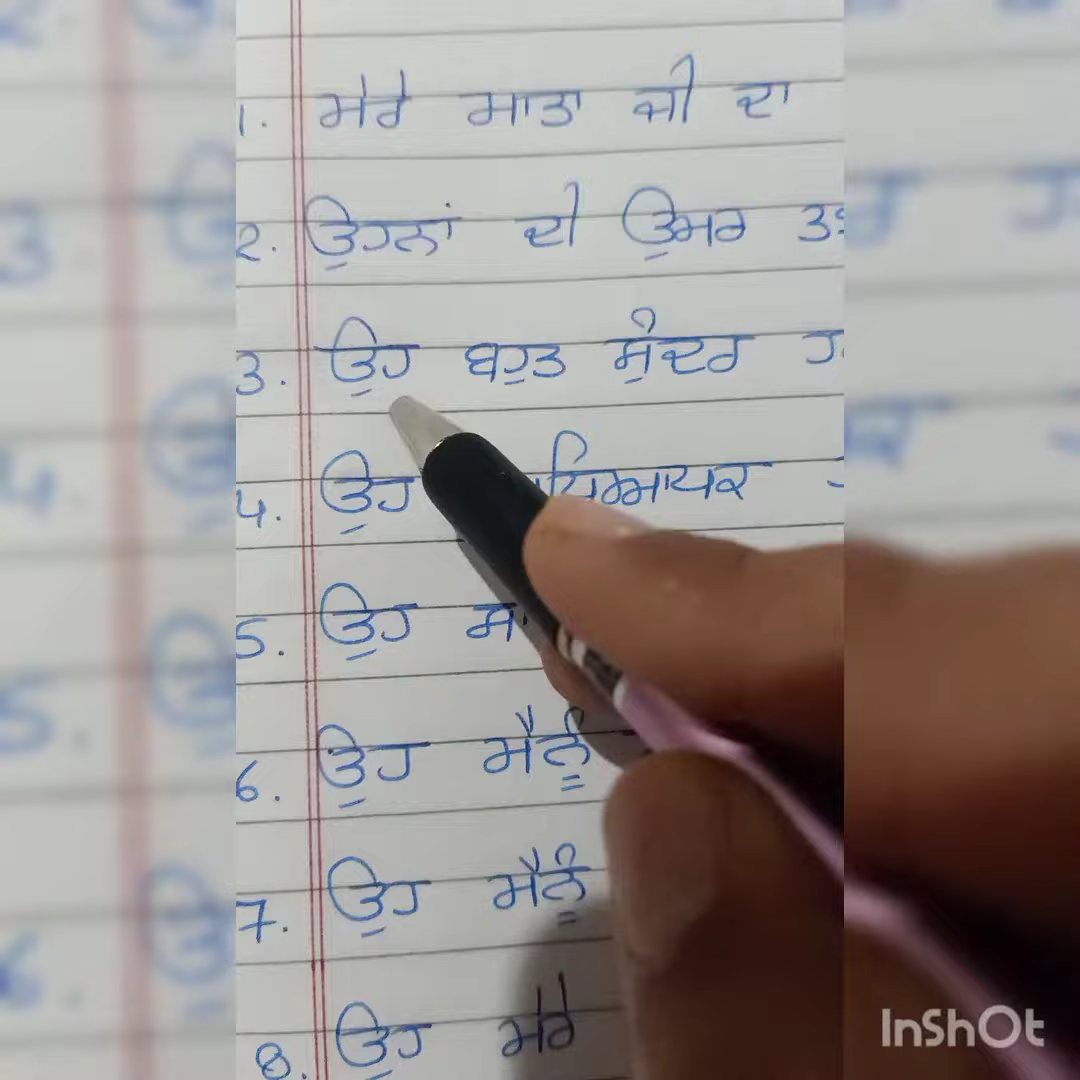 1. ਮੇਰੇ ਮਾਤਾ ਜੀ ਦਾ
2. ਉਹਨਾਂ ਦੀ ਉਮਰ
3. ਉਹ ਬਹੁਤ ਸੁੰਦਰ
4. ਉਹ
5. ਉਹ
6. ਉਹ ਮੈਨੂੰ
7. ਉਹ ਮੈਨੂੰ
8. ਉਹ ਮੇਰੇ
InShOt